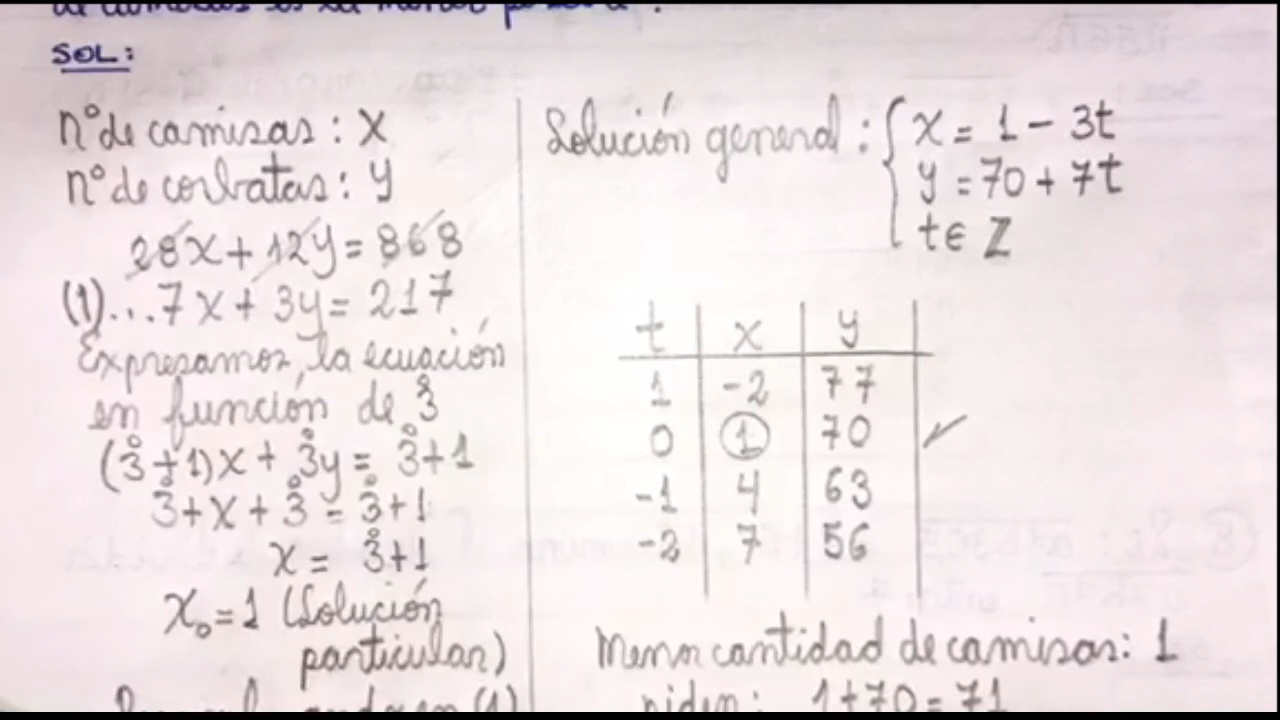 SOL:
n° de camisas : x
n° de corbatas : y
28x + 12y = 868
(1)...7x + 3y = 217
Expresamos la ecuación
en función de 3̊
(3̊+1)x + 3̊y = 3̊+1
3̊+x+3̊ = 3̊+1
x = 3̊+1
x₀ = 1 (Solución
particular)
en (1)
Solución general : { x = 1 - 3t
y = 70 + 7t
t ∈ Z
t x y
1 -2 77
0 1 70 ✓
-1 4 63
-2 7 56
Menor cantidad de camisas: 1
piden: 1+70 = 71